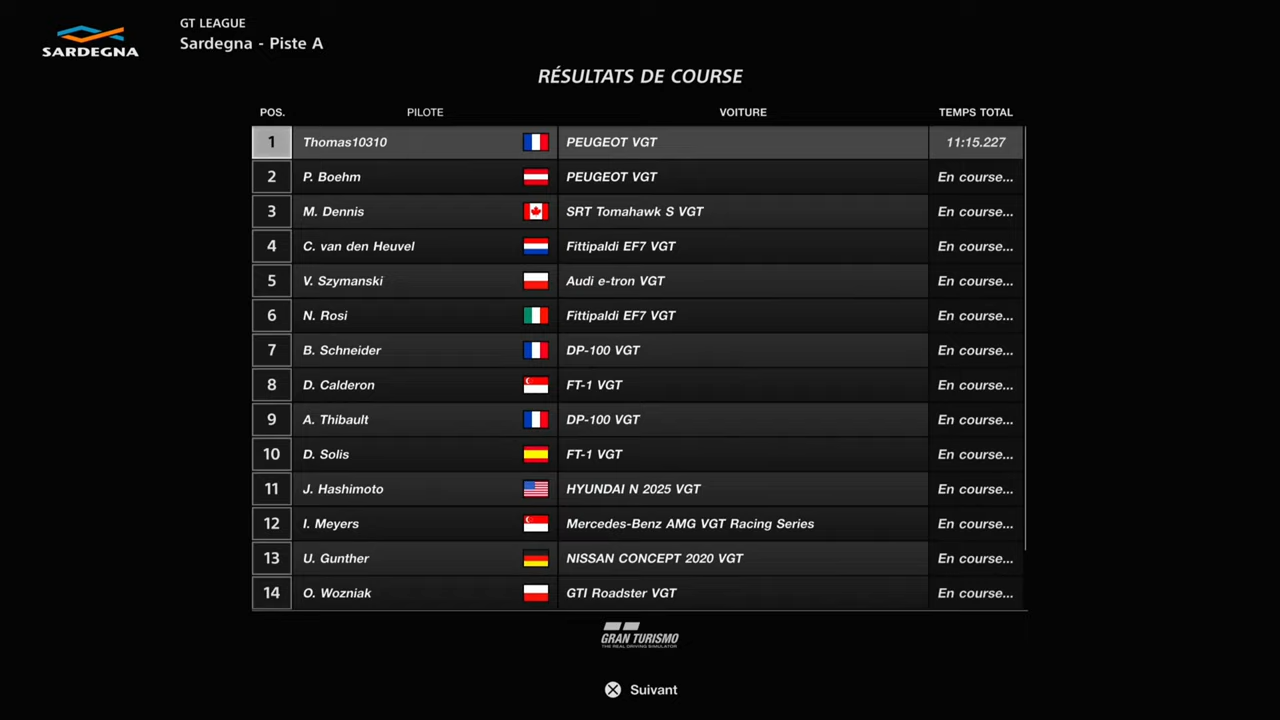 GT LEAGUE
SARDEGNA
Sardegna - Piste A
RÉSULTATS DE COURSE
POS. PILOTE VOITURE TEMPS TOTAL
1 Thomas10310 PEUGEOT VGT 11:15.227
2 P. Boehm PEUGEOT VGT En course...
3 M. Dennis SRT Tomahawk S VGT En course...
4 C. van den Heuvel Fittipaldi EF7 VGT En course...
5 V. Szymanski Audi e-tron VGT En course...
6 N. Rosi Fittipaldi EF7 VGT En course...
7 B. Schneider DP-100 VGT En course...
8 D. Calderon FT-1 VGT En course...
9 A. Thibault DP-100 VGT En course...
10 D. Solis FT-1 VGT En course...
11 J. Hashimoto HYUNDAI N 2025 VGT En course...
12 I. Meyers Mercedes-Benz AMG VGT Racing Series En course...
13 U. Gunther NISSAN CONCEPT 2020 VGT En course...
14 O. Wozniak GTI Roadster VGT En course...
GRAN TURISMO
THE REAL DRIVING SIMULATOR
Suivant